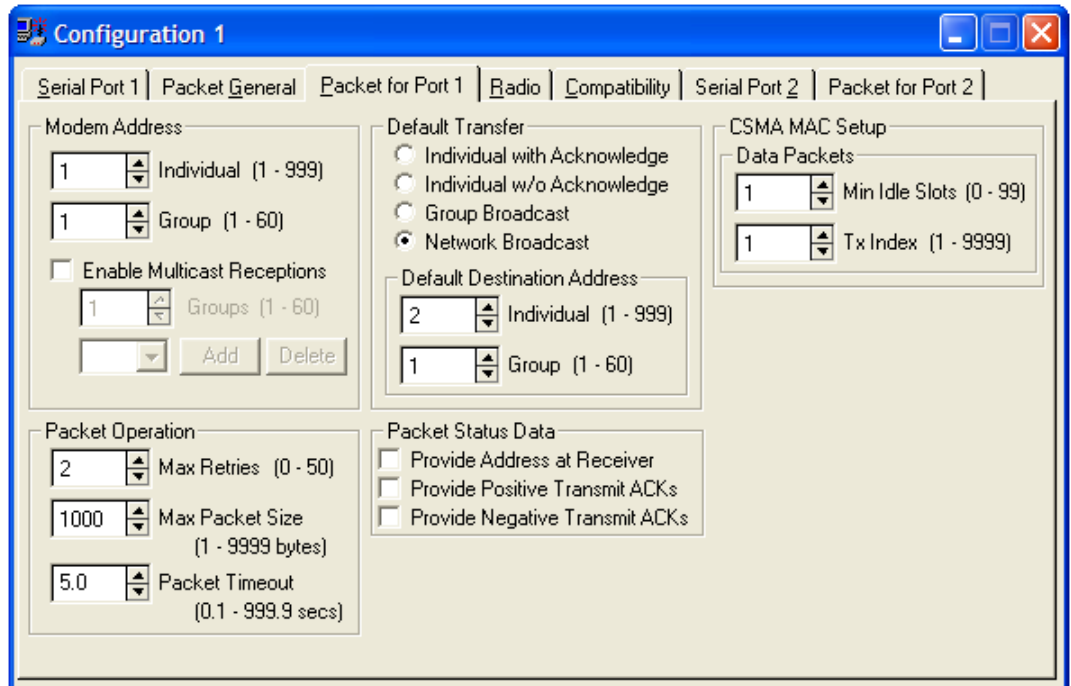 Configuration 1
Serial Port 1
Packet General
Packet for Port 1
Radio
Compatibility
Serial Port 2
Packet for Port 2
Modem Address
1 Individual (1 - 999)
1 Group (1 - 60)
Enable Multicast Receptions
1 Groups (1 - 60)
Add Delete
Default Transfer
Individual with Acknowledge
Individual w/o Acknowledge
Group Broadcast
Network Broadcast
Default Destination Address
2 Individual (1 - 999)
1 Group (1 - 60)
CSMA MAC Setup
Data Packets
1 Min Idle Slots (0 - 99)
1 Tx Index (1 - 9999)
Packet Operation
2 Max Retries (0 - 50)
1000 Max Packet Size
(1 - 9999 bytes)
5.0 Packet Timeout
(0.1 - 999.9 secs)
Packet Status Data
Provide Address at Receiver
Provide Positive Transmit ACKs
Provide Negative Transmit ACKs